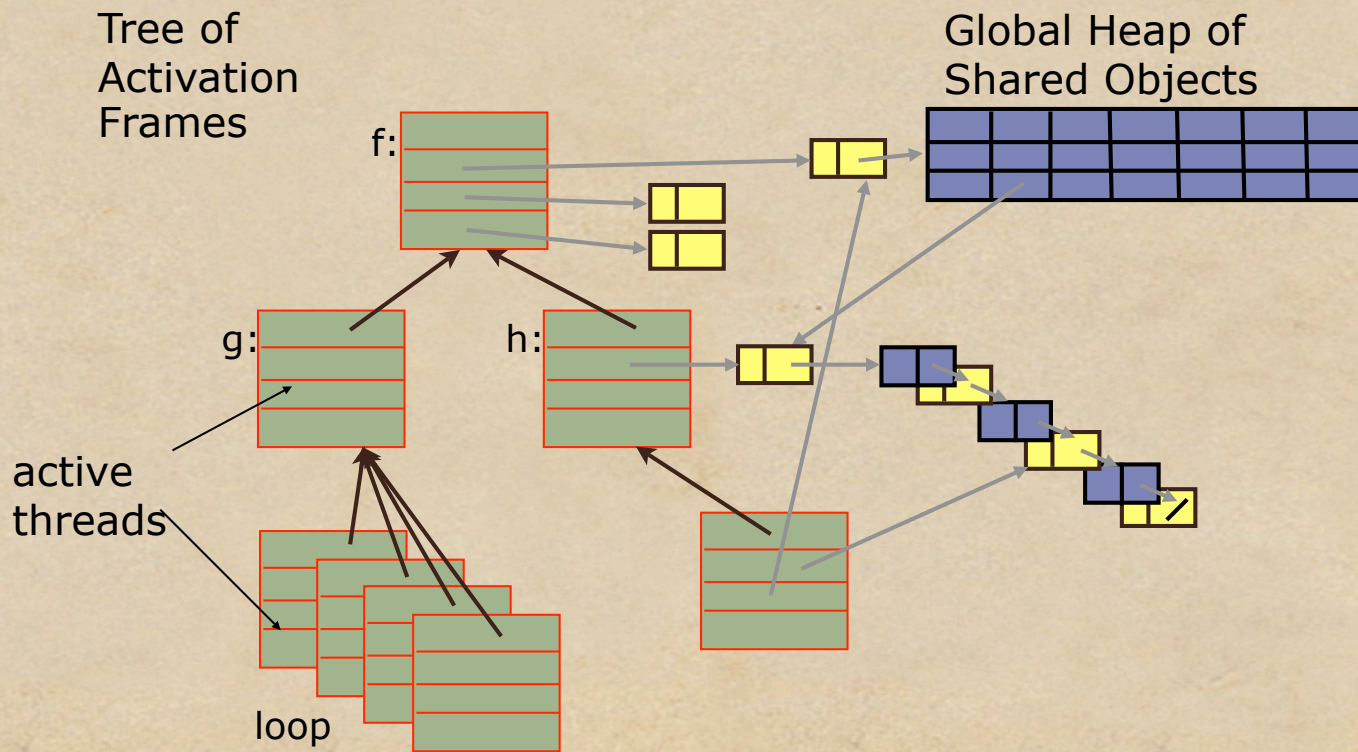 Tree of
Activation
Frames
Global Heap of
Shared Objects
f:
g:
h:
active
threads
loop